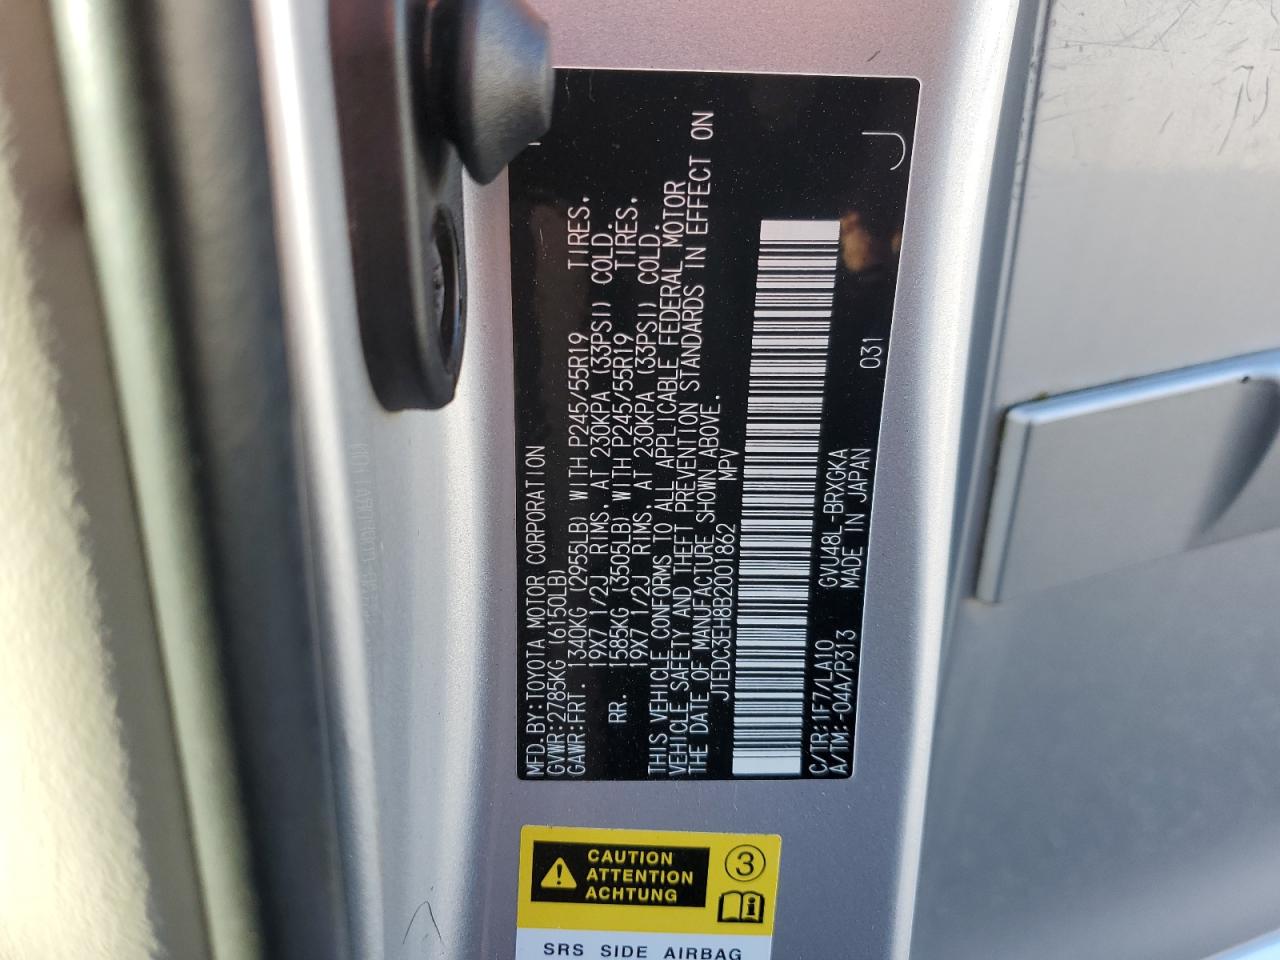 MFD.BY:TOYOTA MOTOR CORPORATION
GVWR:2785KG (6150LB)
GAWR:FRT. 1340KG (2955LB) WITH P245/55R19 TIRES,
19X7 1/2J RIMS, AT 230KPA (33PSI) COLD.
RR. 1585KG (3505LB) WITH P245/55R19 TIRES,
19X7 1/2J RIMS, AT 230KPA (33PSI) COLD.
THIS VEHICLE CONFORMS TO ALL APPLICABLE FEDERAL MOTOR
VEHICLE SAFETY AND THEFT PREVENTION STANDARDS IN EFFECT ON
THE DATE OF MANUFACTURE SHOWN ABOVE.
JTEDC3EH8B2001862 MPV
C/TR:1F7/LA10 GVU48L-BRXGKA
A/TM:-04A/P313 MADE IN JAPAN
031
J
CAUTION
ATTENTION
ACHTUNG
3
SRS SIDE AIRBAG